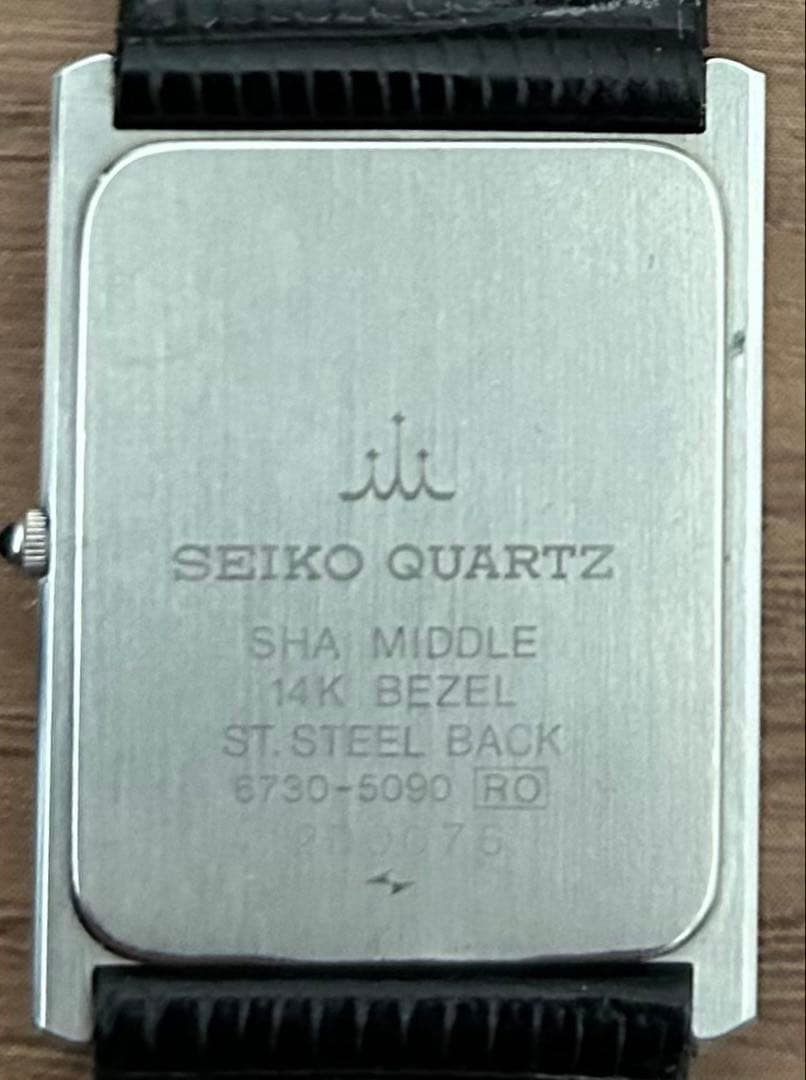 SEIKO QUARTZ
SHA MIDDLE
14K BEZEL
ST. STEEL BACK
6730-5090 RO